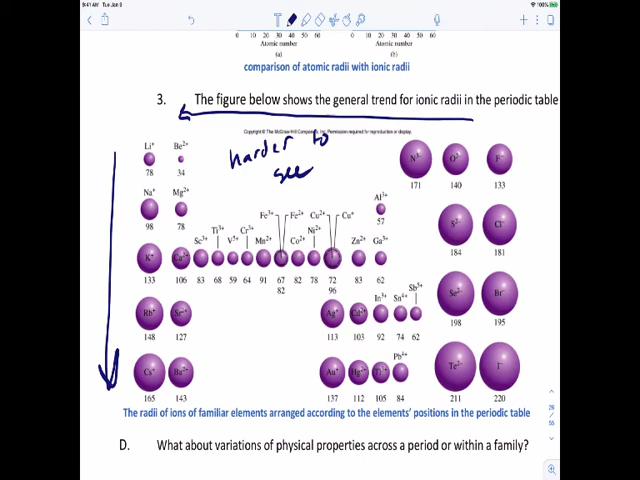 9:41 AM Tue Jan 9
100%
0 10 20 30 40 50 60 0 10 20 30 40 50 60
Atomic number Atomic number
(a) (b)
comparison of atomic radii with ionic radii
3. The figure below shows the general trend for ionic radii in the periodic table
Copyright © The McGraw-Hill Companies, Inc. Permission required for reproduction or display.
harder to
see
Li⁺ Be²⁺ N³⁻ O²⁻ F⁻
78 34 171 140 133
Na⁺ Mg²⁺ Al³⁺ S²⁻ Cl⁻
98 78 57 184 181
Fe³⁺ Fe²⁺ Cu²⁺ Cu⁺
Ti³⁺ Cr³⁺ Ni²⁺
Sc³⁺ V⁵⁺ Mn²⁺ Co²⁺ Zn²⁺ Ga³⁺
K⁺ Ca²⁺
133 106 83 68 59 64 91 67 82 78 72 83 62
82 96
Rb⁺ Sr²⁺ Ag⁺ Cd²⁺ In³⁺ Sn⁴⁺ Sb⁵⁺ Se²⁻ Br⁻
148 127 113 103 92 74 62 198 195
Cs⁺ Ba²⁺ Au⁺ Hg²⁺ Tl³⁺ Pb⁴⁺ Te²⁻ I⁻
165 143 137 112 105 84 211 220
The radii of ions of familiar elements arranged according to the elements' positions in the periodic table
D. What about variations of physical properties across a period or within a family?
29
/
55